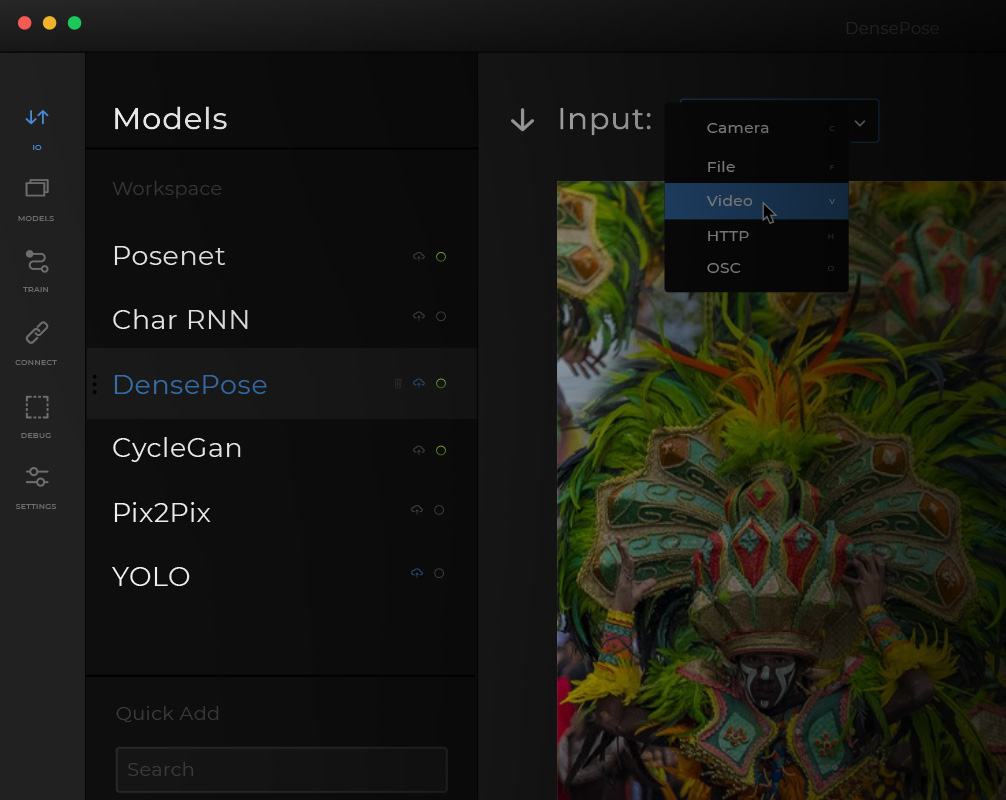 DensePose
IO
MODELS
TRAIN
CONNECT
DEBUG
SETTINGS
Models
Workspace
Posenet
Char RNN
DensePose
CycleGan
Pix2Pix
YOLO
Quick Add
Search
Input:
Camera C
File F
Video V
HTTP H
OSC O